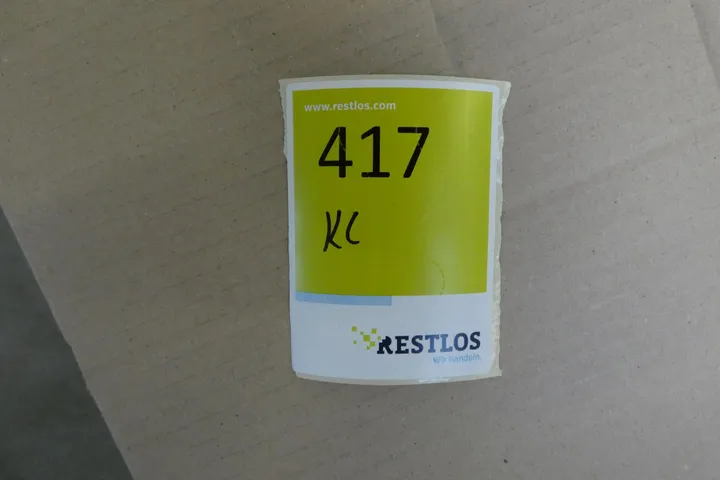 www.restlos.com
417
KC
RESTLOS
Wir handeln.